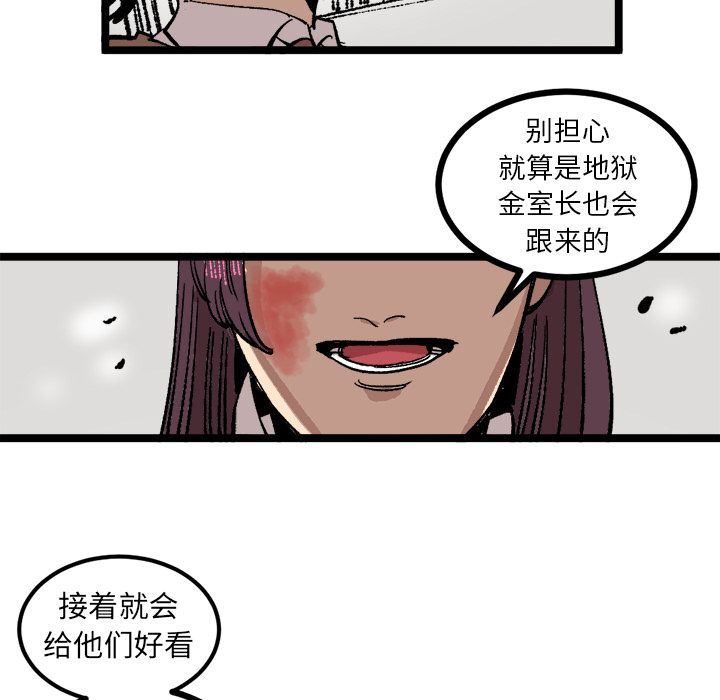 别担心
就算是地狱
金室长也会
跟来的
接着就会
给他们好看